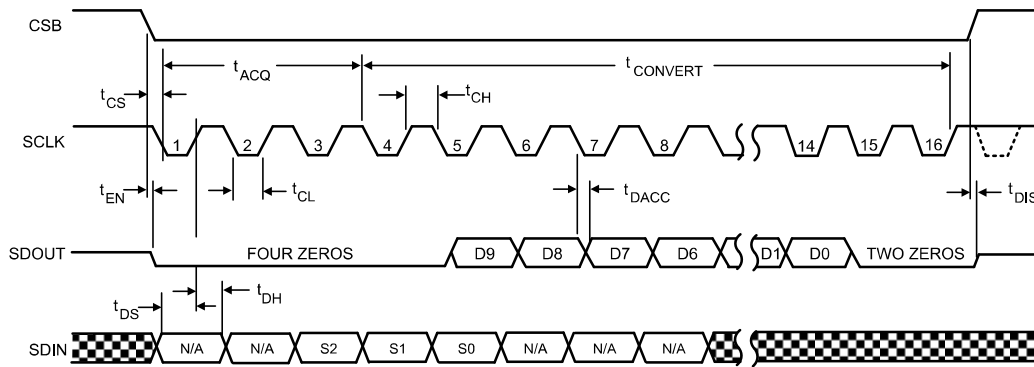 CSB
tACQ
tCONVERT
tCS
tCH
SCLK
1 2 3 4 5 6 7 8 14 15 16
tEN
tCL
tDACC
tDIS
SDOUT FOUR ZEROS D9 D8 D7 D6 D1 D0 TWO ZEROS
tDS
tDH
SDIN N/A N/A S2 S1 S0 N/A N/A N/A